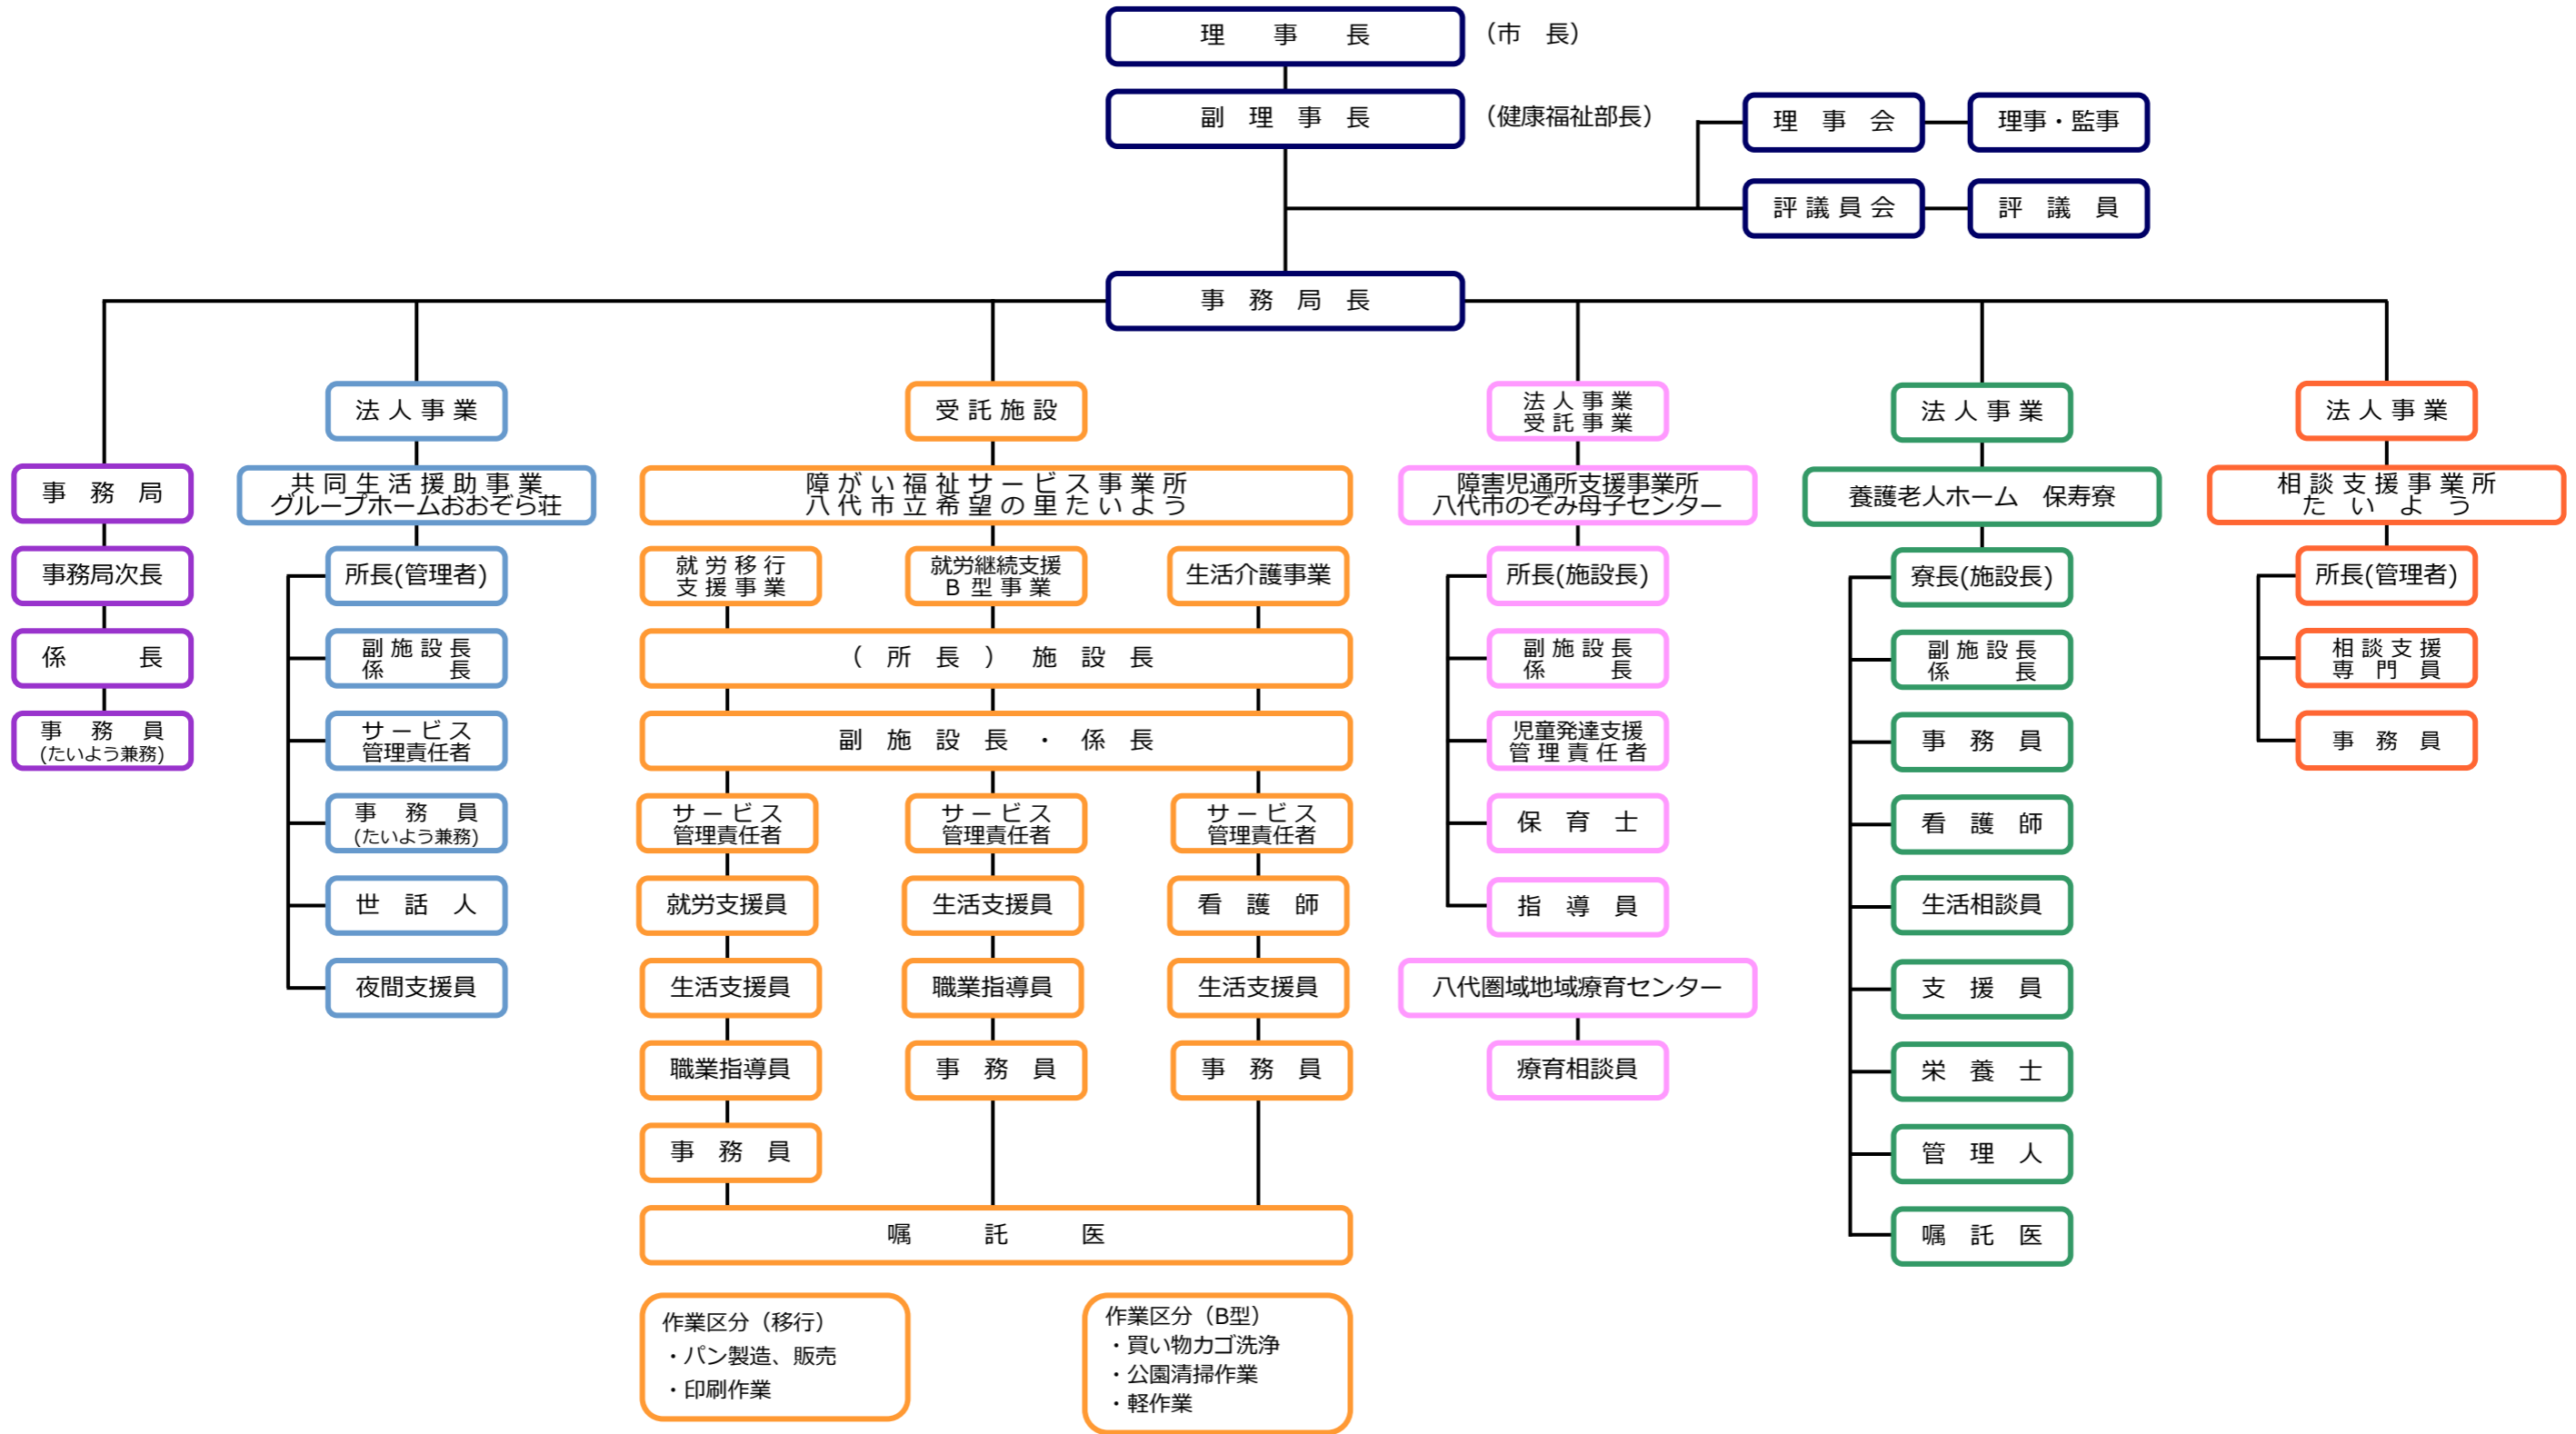 理事長
（市　長）
副理事長
（健康福祉部長）
理事会
理事・監事
評議員会
評議員
事務局長
事務局
事務局次長
係長
事務員
(たいよう兼務)
法人事業
共同生活援助事業
グループホームおおぞら荘
所長(管理者)
副施設長
係長
サービス
管理責任者
事務員
(たいよう兼務)
世話人
夜間支援員
受託施設
障がい福祉サービス事業所
八代市立希望の里たいよう
就労移行
支援事業
就労継続支援
B型事業
生活介護事業
（所長）　施設長
副施設長・係長
サービス
管理責任者
サービス
管理責任者
サービス
管理責任者
就労支援員
生活支援員
看護師
生活支援員
職業指導員
生活支援員
職業指導員
事務員
事務員
事務員
嘱託医
作業区分（移行）
・パン製造、販売
・印刷作業
作業区分（B型）
・買い物カゴ洗浄
・公園清掃作業
・軽作業
法人事業
受託事業
障害児通所支援事業所
八代市のぞみ母子センター
所長(施設長)
副施設長
係長
児童発達支援
管理責任者
保育士
指導員
八代圏域地域療育センター
療育相談員
法人事業
養護老人ホーム　保寿寮
寮長(施設長)
副施設長
係長
事務員
看護師
生活相談員
支援員
栄養士
管理人
嘱託医
法人事業
相談支援事業所
たいよう
所長(管理者)
相談支援
専門員
事務員